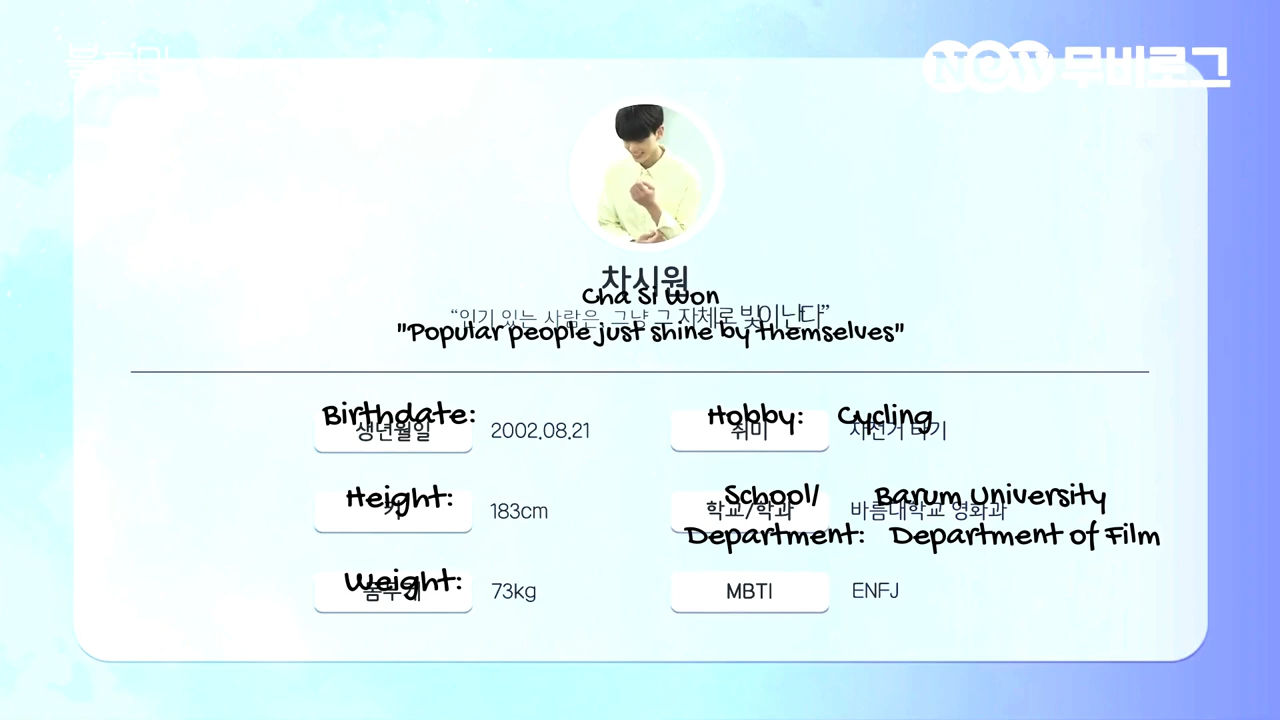 NEW 무비로그
차시원
Cha Si Won
“인기 있는 사람은, 그냥 그 자체로 빛이 난다”
"Popular people just shine by themselves"
Birthdate:
생년월일 2002.08.21
Hobby: Cycling
취미 자전거 타기
Height:
키 183cm
School/ Barum University
학교/학과 바름대학교 영화과
Department: Department of Film
Weight:
몸무게 73kg
MBTI ENFJ